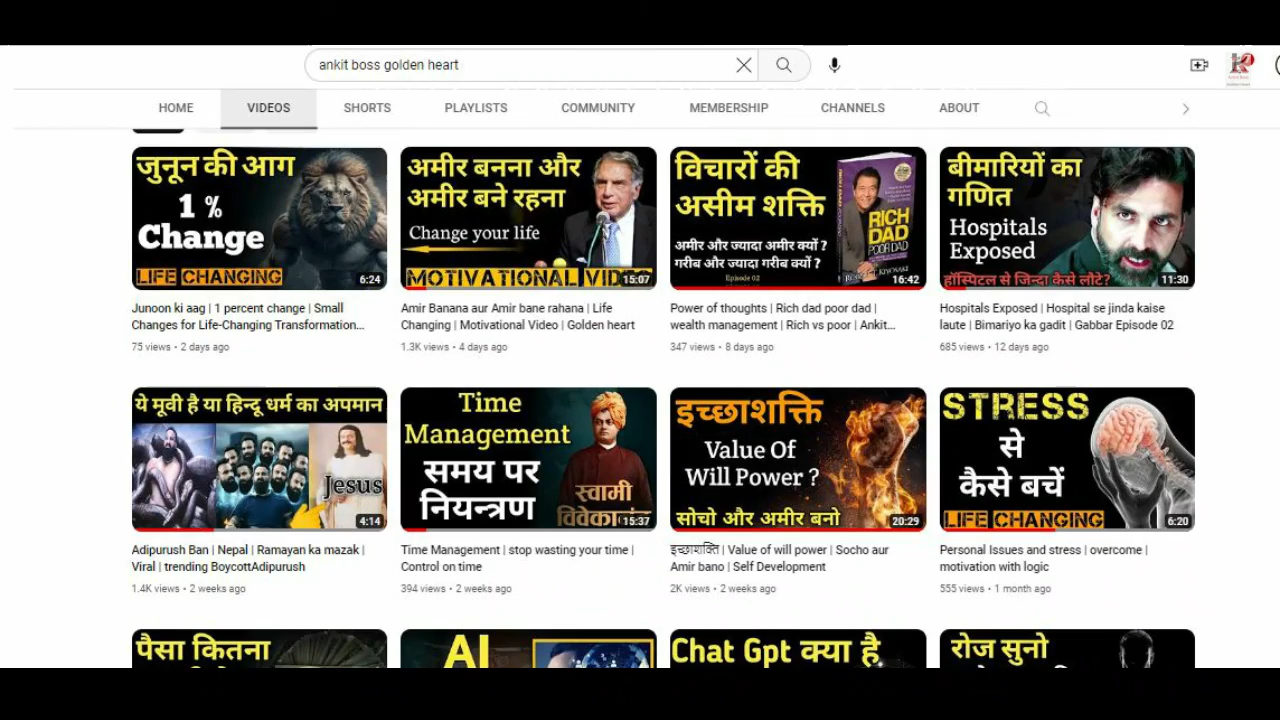 ankit boss golden heart
HOME VIDEOS SHORTS PLAYLISTS COMMUNITY MEMBERSHIP CHANNELS ABOUT
जुनून की आग
1 %
Change
LIFE CHANGING
6:24
Junoon ki aag | 1 percent change | Small
Changes for Life-Changing Transformation...
75 views • 2 days ago
अमीर बनना और
अमीर बने रहना
Change your life
MOTIVATIONAL VID
15:07
Amir Banana aur Amir bane rahana | Life
Changing | Motivational Video | Golden heart
1.3K views • 4 days ago
विचारों की
असीम शक्ति
अमीर और ज्यादा अमीर क्यों ?
गरीब और ज्यादा गरीब क्यों ?
Episode 02
RICH
DAD
POOR DAD
16:42
Power of thoughts | Rich dad poor dad |
wealth management | Rich vs poor | Ankit...
347 views • 8 days ago
बीमारियों का
गणित
Hospitals
Exposed
हॉस्पिटल से जिन्दा कैसे लौटे?
11:30
Hospitals Exposed | Hospital se jinda kaise
laute | Bimariyo ka gadit | Gabbar Episode 02
685 views • 12 days ago
ये मूवी है या हिन्दू धर्म का अपमान
Jesus
4:14
Adipurush Ban | Nepal | Ramayan ka mazak |
Viral | trending BoycottAdipurush
1.4K views • 2 weeks ago
Time
Management
समय पर
नियन्त्रण
स्वामी
विवेकानंद
15:37
Time Management | stop wasting your time |
Control on time
394 views • 2 weeks ago
इच्छाशक्ति
Value Of
Will Power ?
सोचो और अमीर बनो
20:29
इच्छाशक्ति | Value of will power | Socho aur
Amir bano | Self Development
2K views • 2 weeks ago
STRESS
से
कैसे बचें
LIFE CHANGING
6:20
Personal Issues and stress | overcome |
motivation with logic
555 views • 1 month ago
पैसा कितना
AI
Chat Gpt क्या है
रोज सुनो